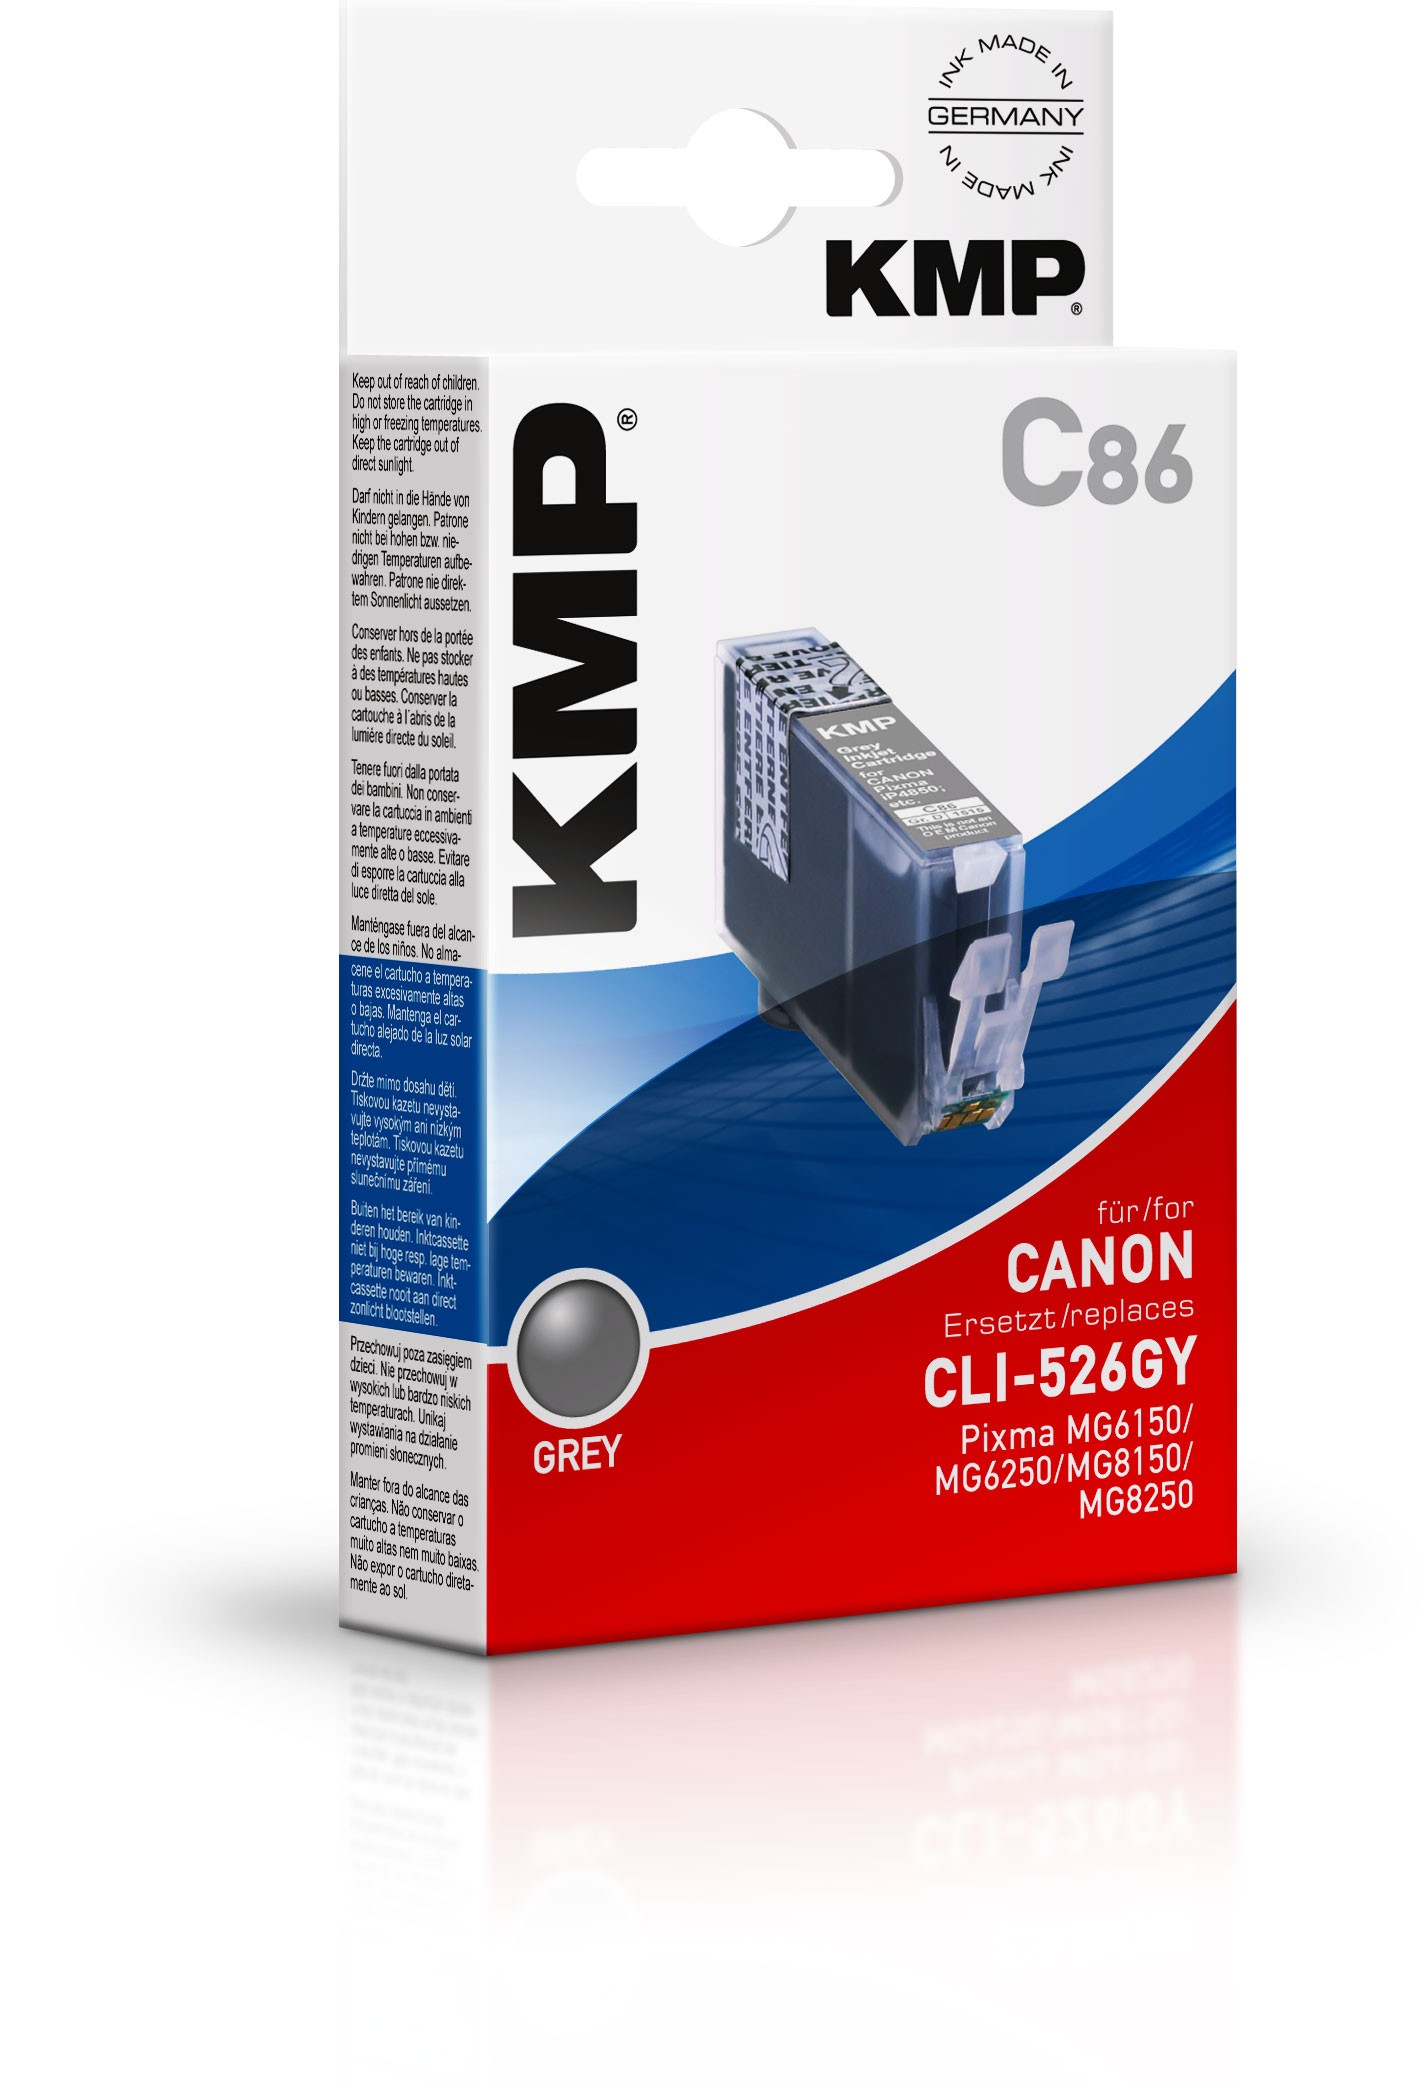 INK MADE IN
GERMANY
INK MADE IN
KMP®
Keep out of reach of children.
Do not store the cartridge in
high or freezing temperatures.
Keep the cartridge out of
direct sunlight.
Darf nicht in die Hände von
Kindern gelangen. Patrone
nicht bei hohen bzw. nie-
drigen Temperaturen aufbe-
wahren. Patrone nie direk-
tem Sonnenlicht aussetzen.
Conserver hors de la portée
des enfants. Ne pas stocker
à des températures hautes
ou basses. Conserver la
cartouche à l'abris de la
lumière directe du soleil.
Tenere fuori dalla portata
dei bambini. Non conser-
vare la cartuccia in ambienti
a temperature eccessiva-
mente alte o basse. Evitare
di esporre la cartuccia alla
luce diretta del sole.
Manténgase fuera del alcan-
ce de los niños. No alma-
cene el cartucho a tempera-
turas excesivamente altas
o bajas. Mantenga el car-
tucho alejado de la luz solar
directa.
Držte mimo dosahu dětí.
Tiskovou kazetu nevysta-
vujte vysokým ani nízkým
teplotám. Tiskovou kazetu
nevystavujte přímému
slunečnímu záření.
Buiten het bereik van kin-
deren houden. Inktcassette
niet bij hoge resp. lage tem-
peraturen bewaren. Inkt-
cassette nooit aan direct
zonlicht blootstellen.
Przechowuj poza zasięgiem
dzieci. Nie przechowuj w
wysokich lub bardzo niskich
temperaturach. Unikaj
wystawiania na działanie
promieni słonecznych.
Manter fora do alcance das
crianças. Não conservar o
cartucho a temperaturas
muito altas nem muito baixas.
Não expor o cartucho direta-
mente ao sol.
KMP®
C86
KMP
Grey
Inkjet
Cartridge
for
CANON
Pixma
iP4850;
etc.
C86
Gr. D | 1515
This is not an
OEM Canon
product
für/for
CANON
Ersetzt/replaces
CLI-526GY
Pixma MG6150/
MG6250/MG8150/
MG8250
GREY